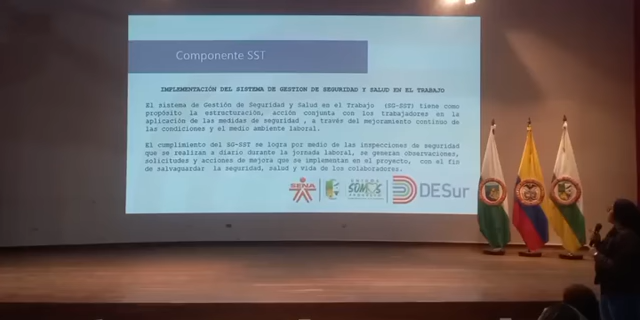 Componente SST
IMPLEMENTACIÓN DEL SISTEMA DE GESTION DE SEGURIDAD Y SALUD EN EL TRABAJO
El sistema de Gestión de Seguridad y Salud en el Trabajo (SG-SST) tiene como
propósito la estructuración, acción conjunta con los trabajadores en la
aplicación de las medidas de seguridad , a través del mejoramiento continuo de
las condiciones y el medio ambiente laboral.
El cumplimiento del SG-SST se logra por medio de las inspecciones de seguridad
que se realizan a diario durante la jornada laboral, se generan observaciones,
solicitudes y acciones de mejora que se implementan en el proyecto, con el fin
de salvaguardar la seguridad, salud y vida de los colaboradores.
SENA
SOMOS
DESur